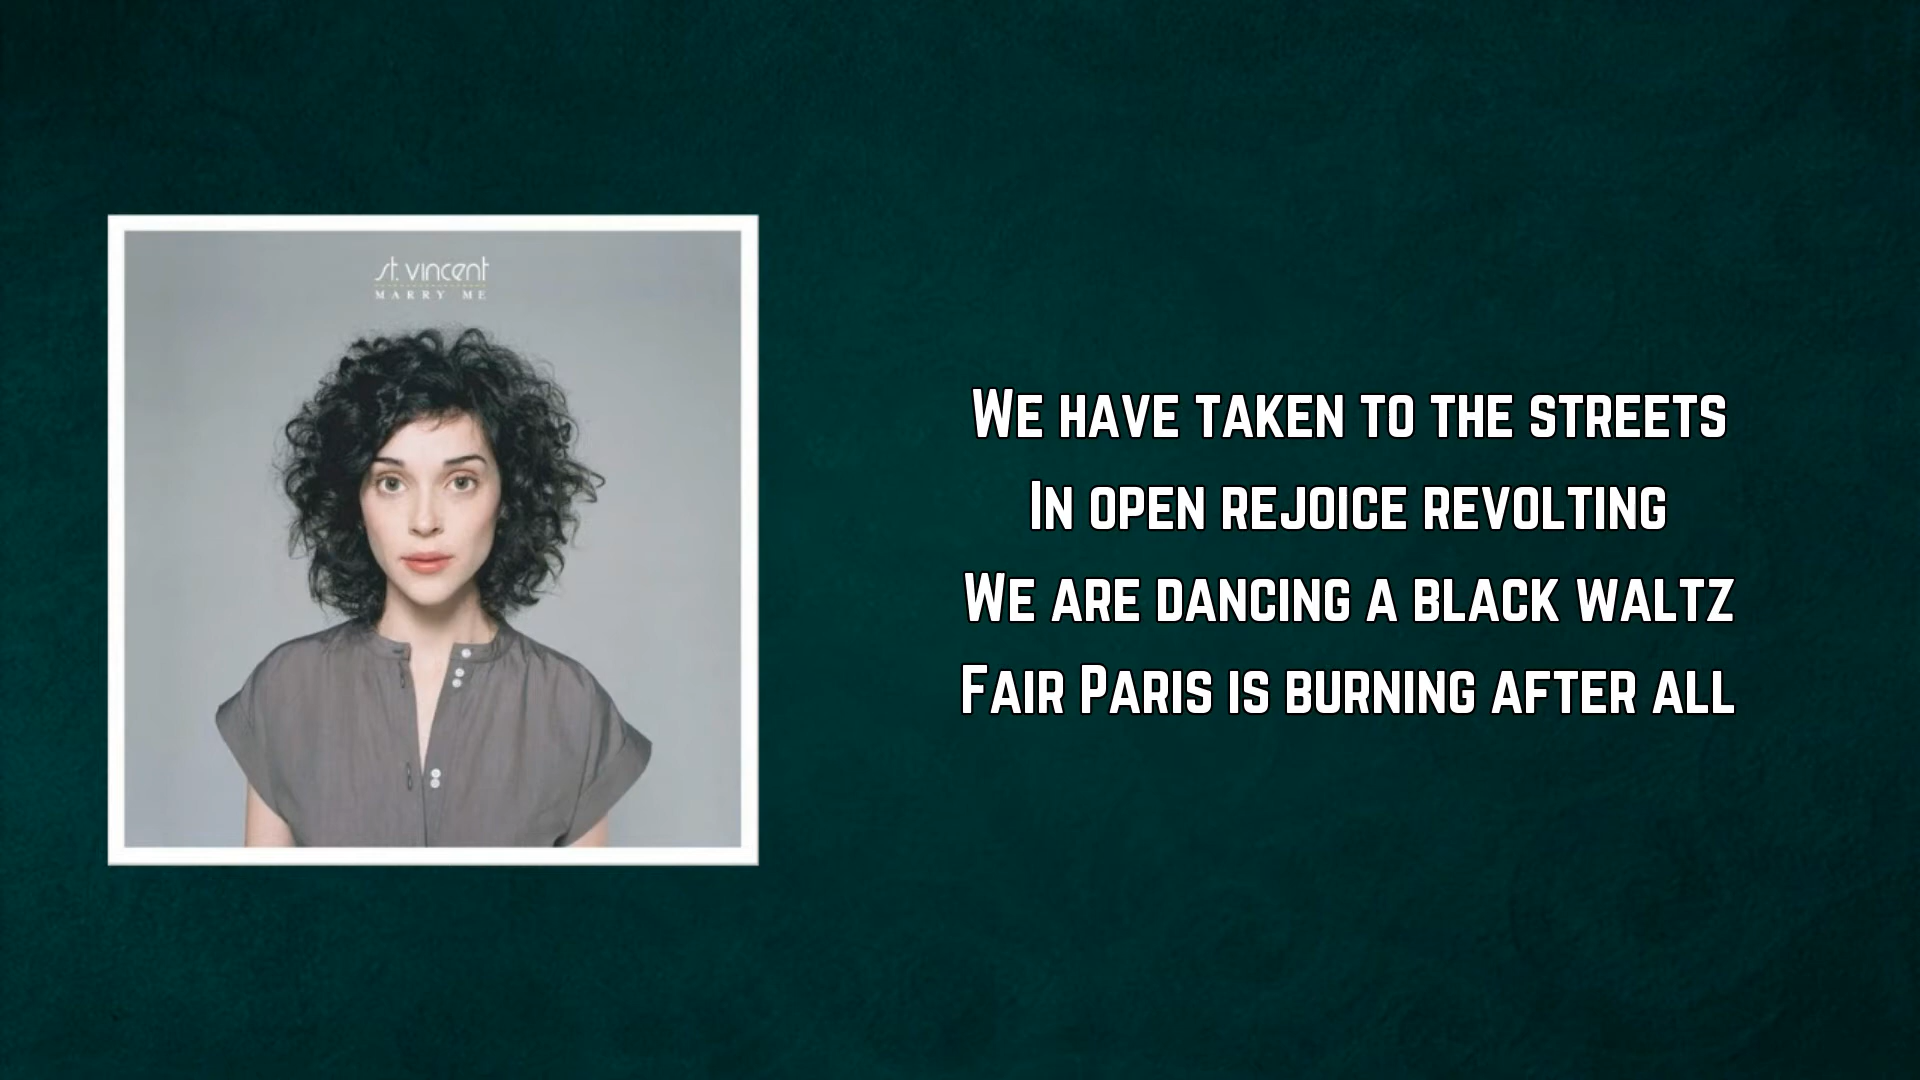 st. vincent
MARRY ME
We have taken to the streets
In open rejoice revolting
We are dancing a black waltz
Fair Paris is burning after all